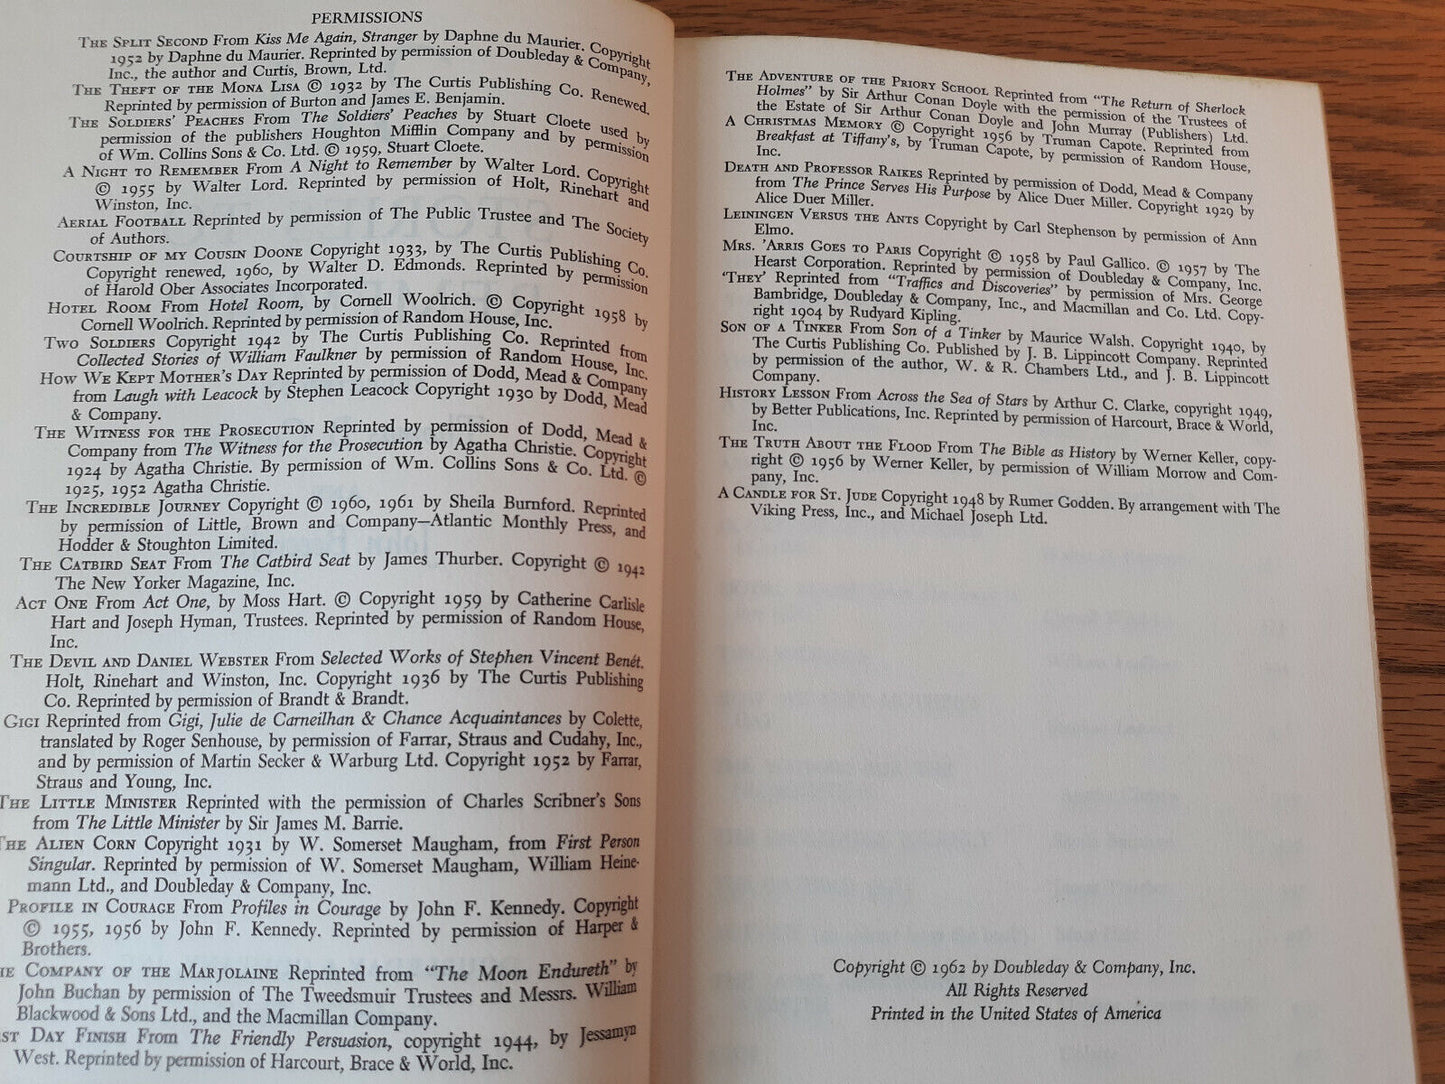 PERMISSIONS
THE SPLIT SECOND From Kiss Me Again, Stranger by Daphne du Maurier. Copyright
1952 by Daphne du Maurier. Reprinted by permission of Doubleday & Company,
Inc., the author and Curtis, Brown, Ltd.
THE THEFT OF THE MONA LISA © 1932 by The Curtis Publishing Co. Renewed.
Reprinted by permission of Burton and James E. Benjamin.
THE SOLDIERS' PEACHES From The Soldiers' Peaches by Stuart Cloete used by
permission of the publishers Houghton Mifflin Company and by permission
of Wm. Collins Sons & Co. Ltd. © 1959, Stuart Cloete.
A NIGHT TO REMEMBER From A Night to Remember by Walter Lord. Copyright
© 1955 by Walter Lord. Reprinted by permission of Holt, Rinehart and
Winston, Inc.
AERIAL FOOTBALL Reprinted by permission of The Public Trustee and The Society
of Authors.
COURTSHIP OF MY COUSIN DOONE Copyright 1933, by The Curtis Publishing Co.
Copyright renewed, 1960, by Walter D. Edmonds. Reprinted by permission
of Harold Ober Associates Incorporated.
HOTEL ROOM From Hotel Room, by Cornell Woolrich. © Copyright 1958 by
Cornell Woolrich. Reprinted by permission of Random House, Inc.
TWO SOLDIERS Copyright 1942 by The Curtis Publishing Co. Reprinted from
Collected Stories of William Faulkner by permission of Random House, Inc.
HOW WE KEPT MOTHER'S DAY Reprinted by permission of Dodd, Mead & Company
from Laugh with Leacock by Stephen Leacock Copyright 1930 by Dodd, Mead
& Company.
THE WITNESS FOR THE PROSECUTION Reprinted by permission of Dodd, Mead &
Company from The Witness for the Prosecution by Agatha Christie. Copyright
1924 by Agatha Christie. By permission of Wm. Collins Sons & Co. Ltd. ©
1925, 1952 Agatha Christie.
THE INCREDIBLE JOURNEY Copyright © 1960, 1961 by Sheila Burnford. Reprinted
by permission of Little, Brown and Company—Atlantic Monthly Press, and
Hodder & Stoughton Limited.
THE CATBIRD SEAT From The Catbird Seat by James Thurber. Copyright © 1942
The New Yorker Magazine, Inc.
ACT ONE From Act One, by Moss Hart. © Copyright 1959 by Catherine Carlisle
Hart and Joseph Hyman, Trustees. Reprinted by permission of Random House,
Inc.
THE DEVIL AND DANIEL WEBSTER From Selected Works of Stephen Vincent Benét.
Holt, Rinehart and Winston, Inc. Copyright 1936 by The Curtis Publishing
Co. Reprinted by permission of Brandt & Brandt.
GIGI Reprinted from Gigi, Julie de Carneilhan & Chance Acquaintances by Colette,
translated by Roger Senhouse, by permission of Farrar, Straus and Cudahy, Inc.,
and by permission of Martin Secker & Warburg Ltd. Copyright 1952 by Farrar,
Straus and Young, Inc.
THE LITTLE MINISTER Reprinted with the permission of Charles Scribner's Sons
from The Little Minister by Sir James M. Barrie.
THE ALIEN CORN Copyright 1931 by W. Somerset Maugham, from First Person
Singular. Reprinted by permission of W. Somerset Maugham, William Heine-
mann Ltd., and Doubleday & Company, Inc.
PROFILE IN COURAGE From Profiles in Courage by John F. Kennedy. Copyright
© 1955, 1956 by John F. Kennedy. Reprinted by permission of Harper &
Brothers.
HE COMPANY OF THE MARJOLAINE Reprinted from "The Moon Endureth" by
John Buchan by permission of The Tweedsmuir Trustees and Messrs. William
Blackwood & Sons Ltd., and the Macmillan Company.
ST DAY FINISH From The Friendly Persuasion, copyright 1944, by Jessamyn
West. Reprinted by permission of Harcourt, Brace & World, Inc.
THE ADVENTURE OF THE PRIORY SCHOOL Reprinted from "The Return of Sherlock
Holmes" by Sir Arthur Conan Doyle with the permission of the Trustees of
the Estate of Sir Arthur Conan Doyle and John Murray (Publishers) Ltd.
A CHRISTMAS MEMORY © Copyright 1956 by Truman Capote. Reprinted from
Breakfast at Tiffany's, by Truman Capote, by permission of Random House,
Inc.
DEATH AND PROFESSOR RAIKES Reprinted by permission of Dodd, Mead & Company
from The Prince Serves His Purpose by Alice Duer Miller. Copyright 1929 by
Alice Duer Miller.
LEININGEN VERSUS THE ANTS Copyright by Carl Stephenson by permission of Ann
Elmo.
MRS. 'ARRIS GOES TO PARIS Copyright © 1958 by Paul Gallico. © 1957 by The
Hearst Corporation. Reprinted by permission of Doubleday & Company, Inc.
'THEY' Reprinted from "Traffics and Discoveries" by permission of Mrs. George
Bambridge, Doubleday & Company, Inc., and Macmillan and Co. Ltd. Copy-
right 1904 by Rudyard Kipling.
SON OF A TINKER From Son of a Tinker by Maurice Walsh. Copyright 1940, by
The Curtis Publishing Co. Published by J. B. Lippincott Company. Reprinted
by permission of the author, W. & R. Chambers Ltd., and J. B. Lippincott
Company.
HISTORY LESSON From Across the Sea of Stars by Arthur C. Clarke, copyright 1949,
by Better Publications, Inc. Reprinted by permission of Harcourt, Brace & World,
Inc.
THE TRUTH ABOUT THE FLOOD From The Bible as History by Werner Keller, copy-
right © 1956 by Werner Keller, by permission of William Morrow and Com-
pany, Inc.
A CANDLE FOR ST. JUDE Copyright 1948 by Rumer Godden. By arrangement with The
Viking Press, Inc., and Michael Joseph Ltd.
Copyright © 1962 by Doubleday & Company, Inc.
All Rights Reserved
Printed in the United States of America